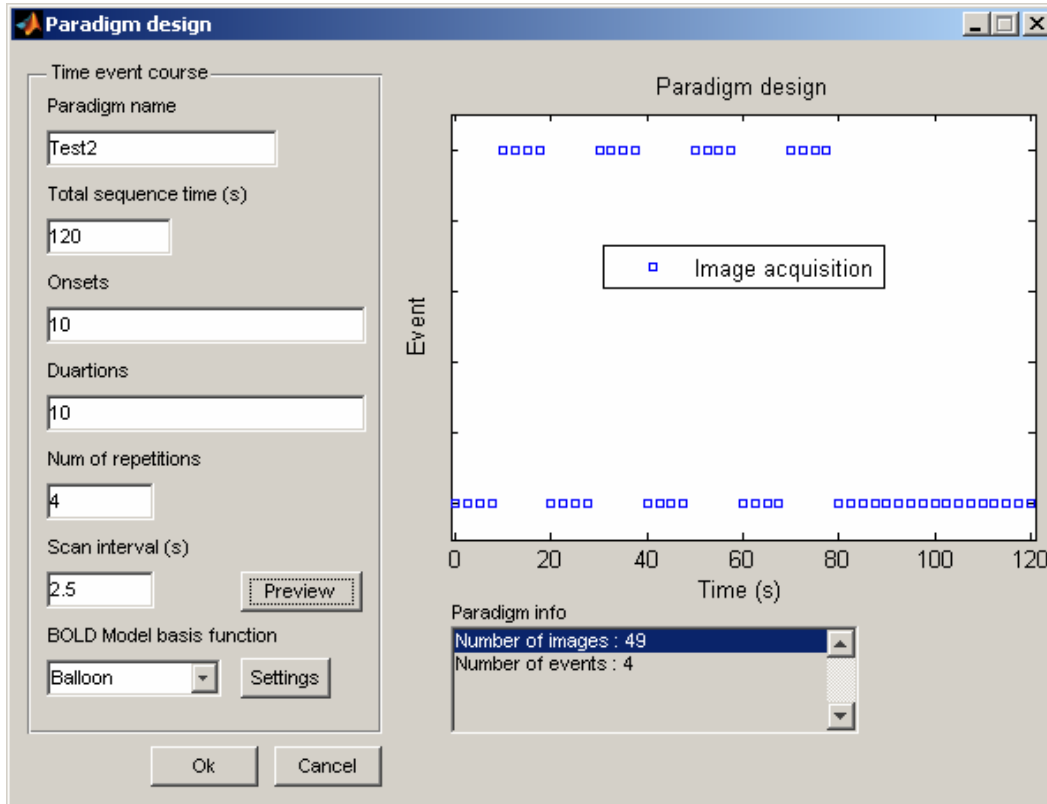 Paradigm design
Time event course
Paradigm name
Test2
Total sequence time (s)
120
Onsets
10
Duartions
10
Num of repetitions
4
Scan interval (s)
2.5
Preview
BOLD Model basis function
Balloon
Settings
Ok
Cancel
Paradigm design
Image acquisition
Event
0 20 40 60 80 100 120
Time (s)
Paradigm info
Number of images : 49
Number of events : 4